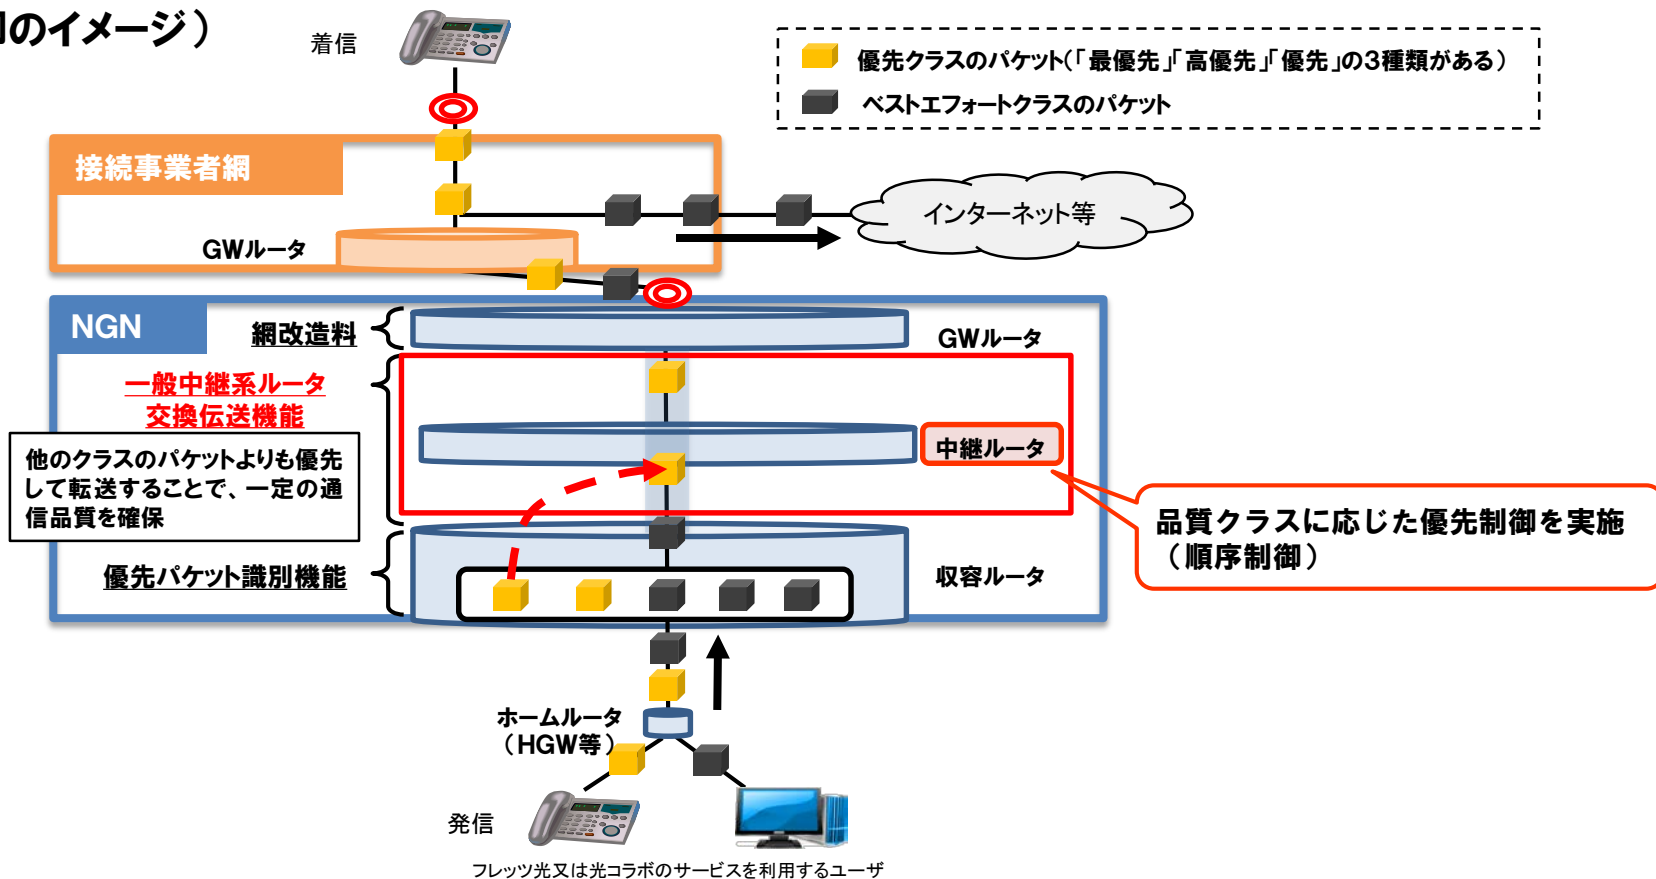 のイメージ）
着信
優先クラスのパケット（「最優先」「高優先」「優先」の３種類がある）
ベストエフォートクラスのパケット
接続事業者網
インターネット等
GWルータ
NGN
網改造料
GWルータ
一般中継系ルータ
交換伝送機能
中継ルータ
他のクラスのパケットよりも優先
して転送することで、一定の通
信品質を確保
品質クラスに応じた優先制御を実施
（順序制御）
優先パケット識別機能
収容ルータ
ホームルータ
（HGW等）
発信
フレッツ光又は光コラボのサービスを利用するユーザ